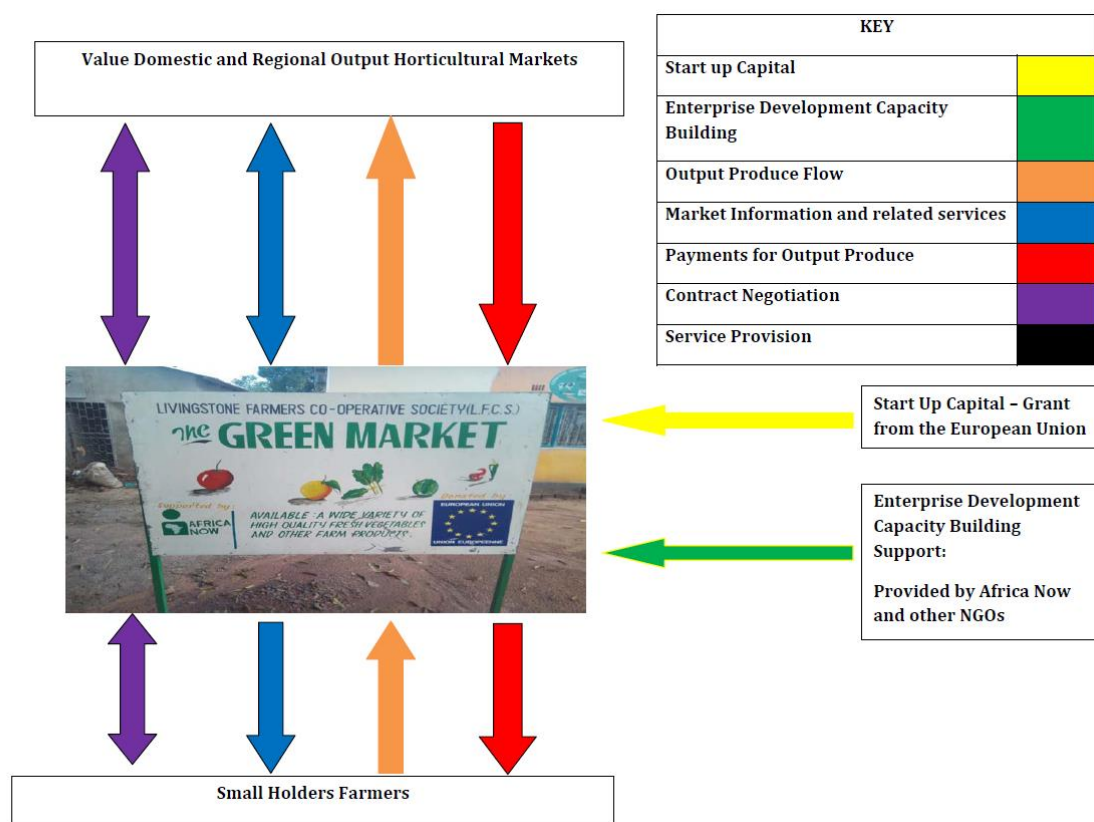 Value Domestic and Regional Output Horticultural Markets
KEY
Start up Capital
Enterprise Development Capacity
Building
Output Produce Flow
Market Information and related services
Payments for Output Produce
Contract Negotiation
Service Provision
LIVINGSTONE FARMERS CO-OPERATIVE SOCIETY(L.F.C.S.)
The GREEN MARKET
Supported by:
AFRICA
NOW
AVAILABLE :A WIDE VARIETY OF
HIGH QUALITY FRESH VEGETABLES
AND OTHER FARM PRODUCTS.
Donated by:
EUROPEAN UNION
UNION EUROPEENNE
Start Up Capital – Grant
from the European Union
Enterprise Development
Capacity Building
Support:
Provided by Africa Now
and other NGOs
Small Holders Farmers